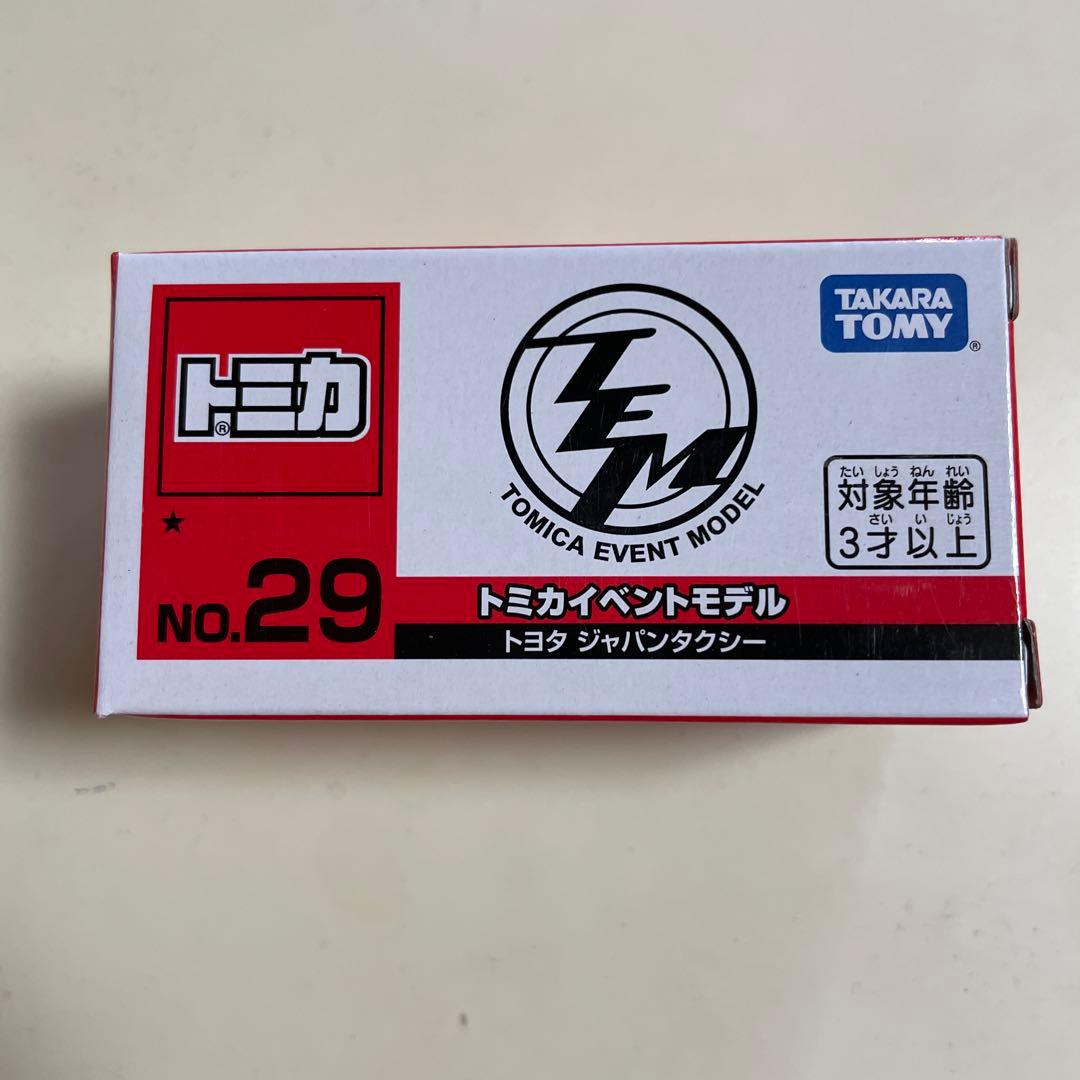 トミカ®
★
NO.29
TEM
TOMICA EVENT MODEL
TAKARA
TOMY®
たいしょうねんれい
対象年齢
さいいじょう
3才以上
トミカイベントモデル
トヨタ ジャパンタクシー